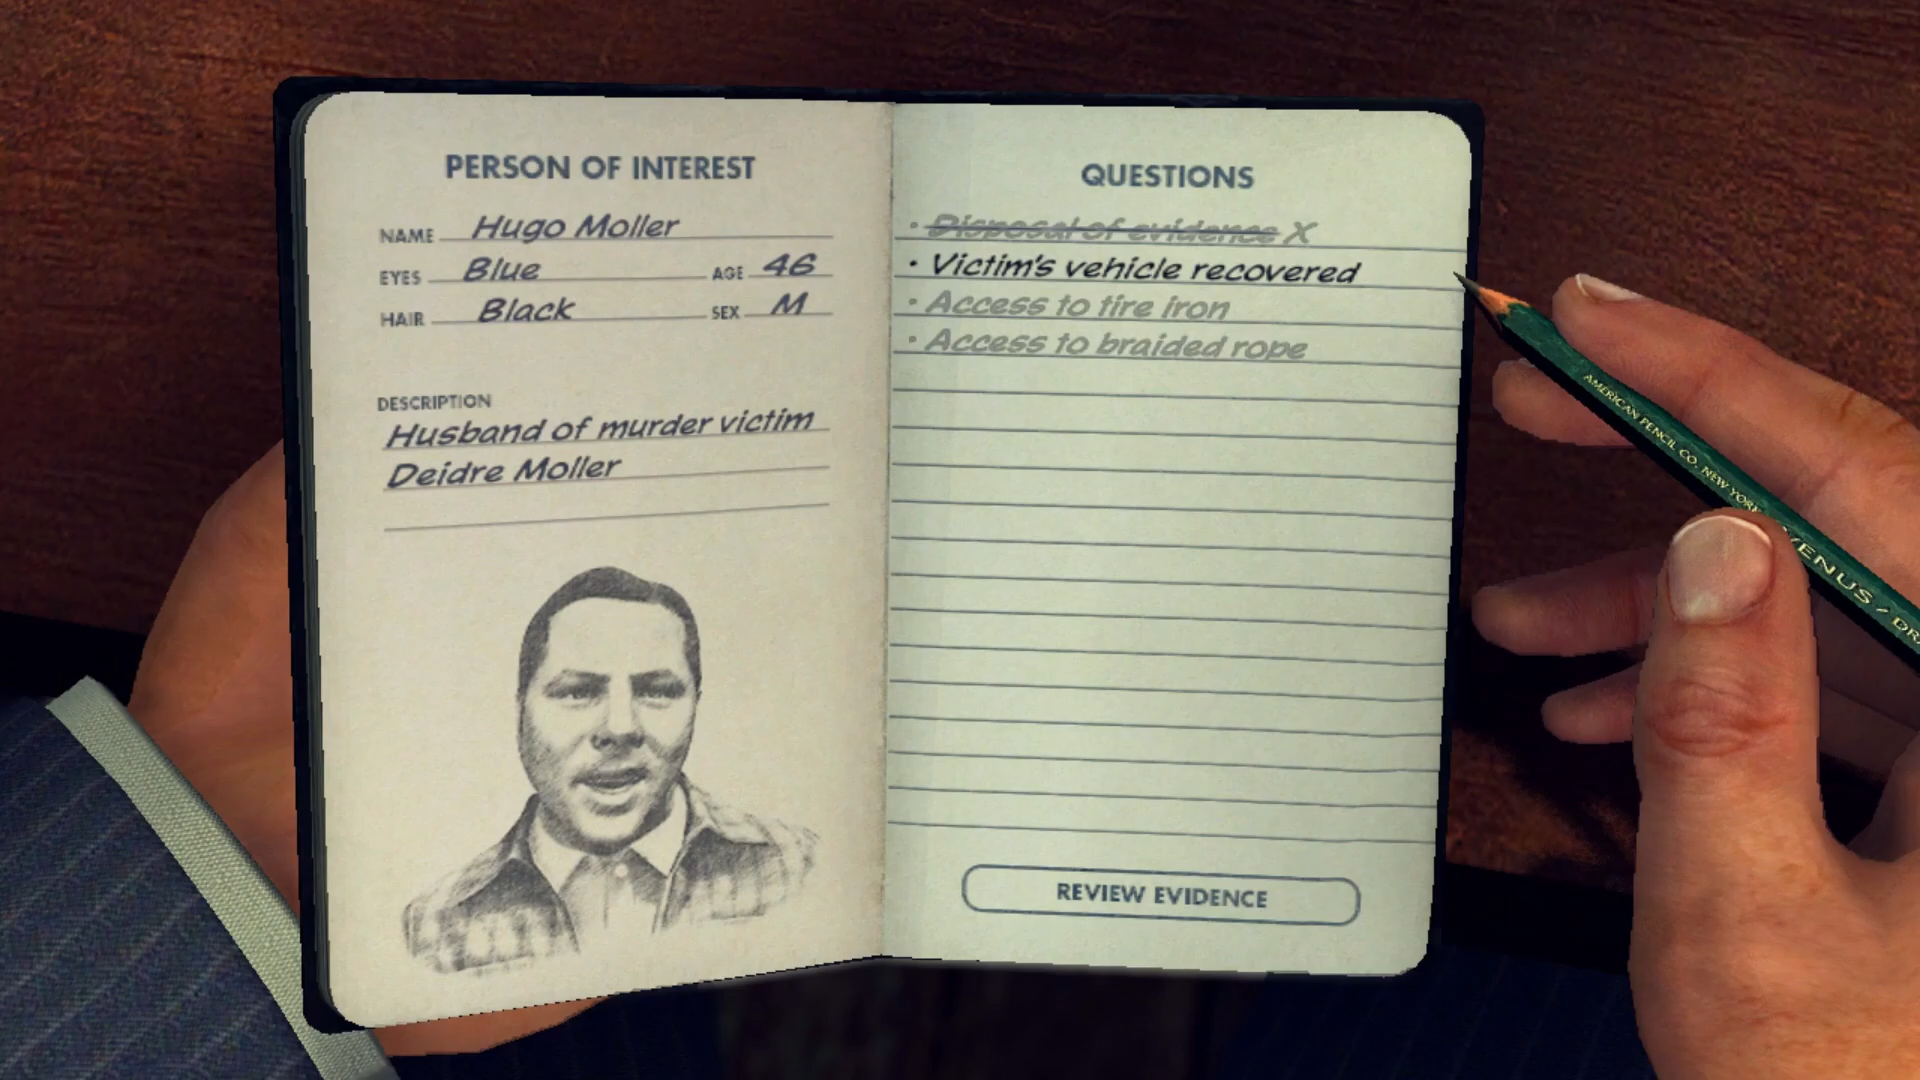 PERSON OF INTEREST
NAME Hugo Moller
EYES Blue AGE 46
HAIR Black SEX M
DESCRIPTION
Husband of murder victim
Deidre Moller
QUESTIONS
• Disposal of evidence X
• Victim's vehicle recovered
• Access to tire iron
• Access to braided rope
REVIEW EVIDENCE
AMERICAN PENCIL CO. NEW YORK VENUS / DRA